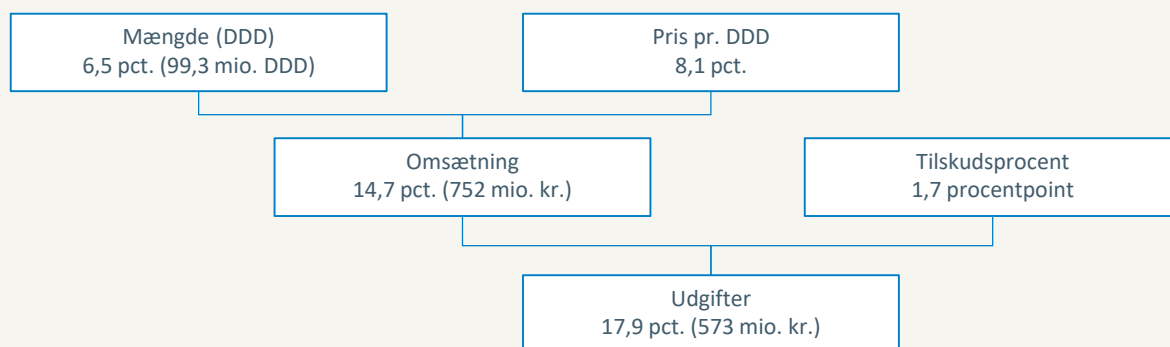 Mængde (DDD)
6,5 pct. (99,3 mio. DDD)
Pris pr. DDD
8,1 pct.
Omsætning
14,7 pct. (752 mio. kr.)
Tilskudsprocent
1,7 procentpoint
Udgifter
17,9 pct. (573 mio. kr.)